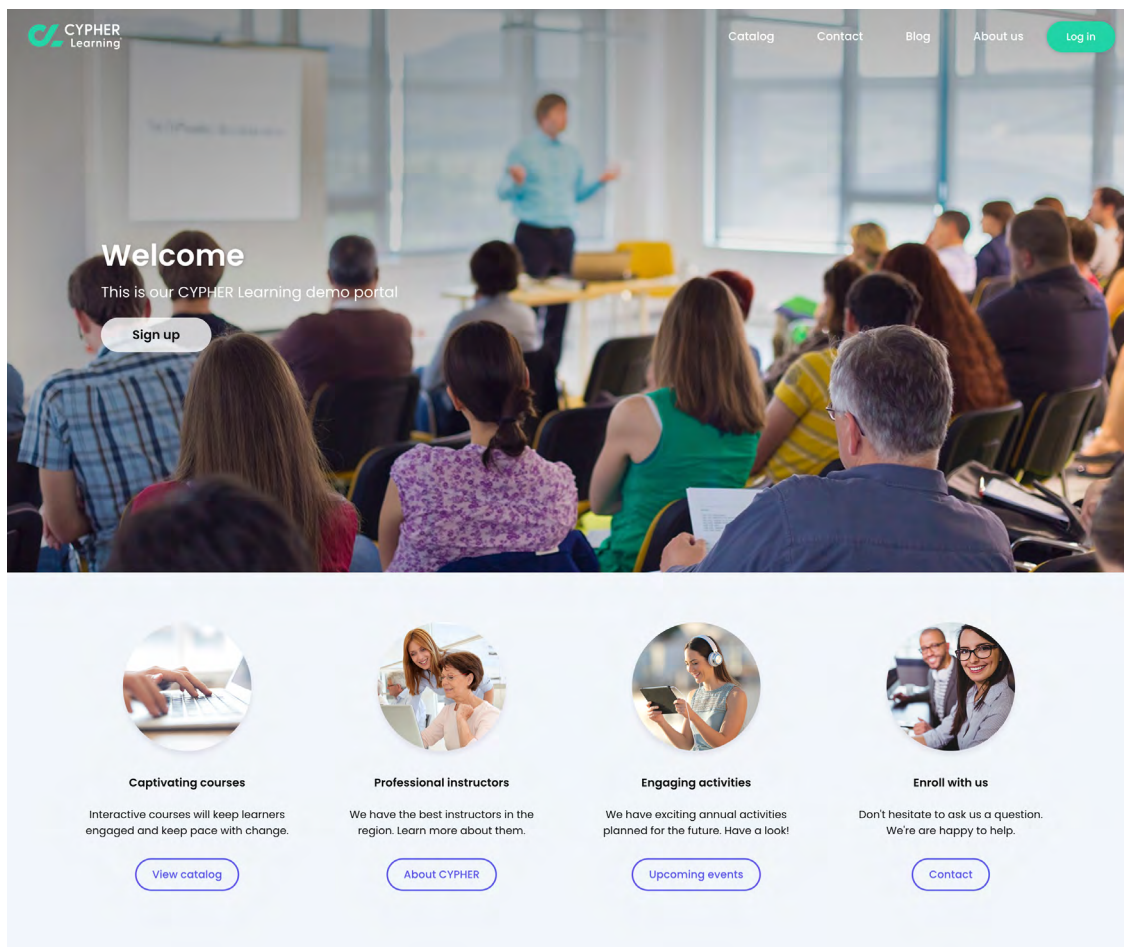 CYPHER
Learning
Catalog Contact Blog About us Log in
Welcome
This is our CYPHER Learning demo portal
Sign up
Captivating courses
Professional instructors
Engaging activities
Enroll with us
Interactive courses will keep learners
engaged and keep pace with change.
We have the best instructors in the
region. Learn more about them.
We have exciting annual activities
planned for the future. Have a look!
Don't hesitate to ask us a question.
We're are happy to help.
View catalog
About CYPHER
Upcoming events
Contact